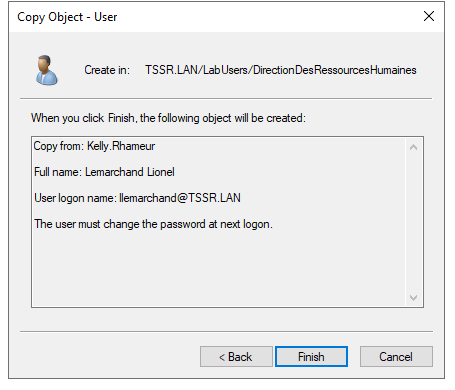 Copy Object - User
Create in: TSSR.LAN/LabUsers/DirectionDesRessourcesHumaines
When you click Finish, the following object will be created:
Copy from: Kelly.Rhameur
Full name: Lemarchand Lionel
User logon name: llemarchand@TSSR.LAN
The user must change the password at next logon.
< Back Finish Cancel